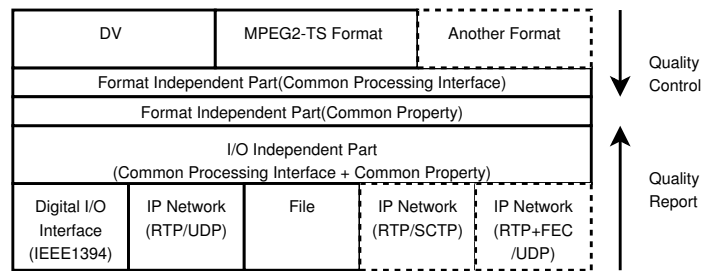 DV
MPEG2-TS Format
Another Format
Format Independent Part(Common Processing Interface)
Format Independent Part(Common Property)
I/O Independent Part
(Common Processing Interface + Common Property)
Digital I/O
Interface
(IEEE1394)
IP Network
(RTP/UDP)
File
IP Network
(RTP/SCTP)
IP Network
(RTP+FEC
/UDP)
Quality
Control
Quality
Report